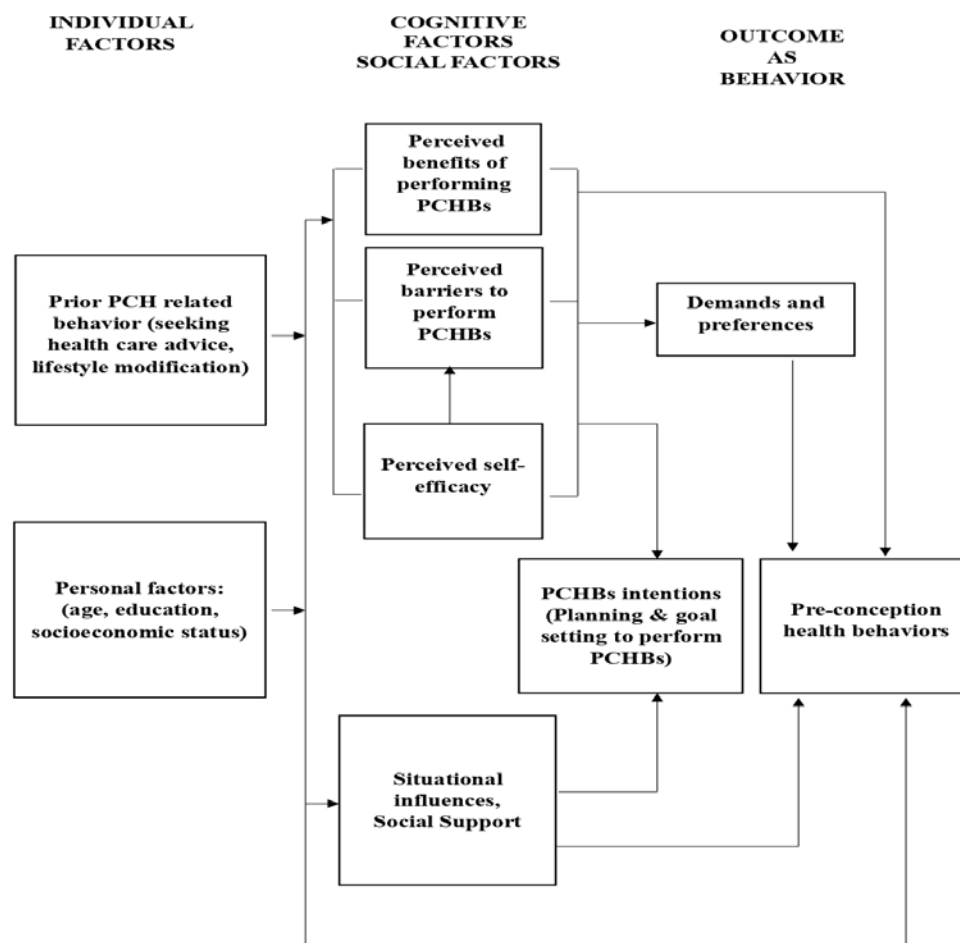 INDIVIDUAL
FACTORS
COGNITIVE
FACTORS
SOCIAL FACTORS
OUTCOME
AS
BEHAVIOR
Perceived
benefits of
performing
PCHBs
Prior PCH related
behavior (seeking
health care advice,
lifestyle modification)
Perceived
barriers to
perform
PCHBs
Demands and
preferences
Perceived self-
efficacy
Personal factors:
(age, education,
socioeconomic status)
PCHBs intentions
(Planning & goal
setting to perform
PCHBs)
Pre-conception
health behaviors
Situational
influences,
Social Support